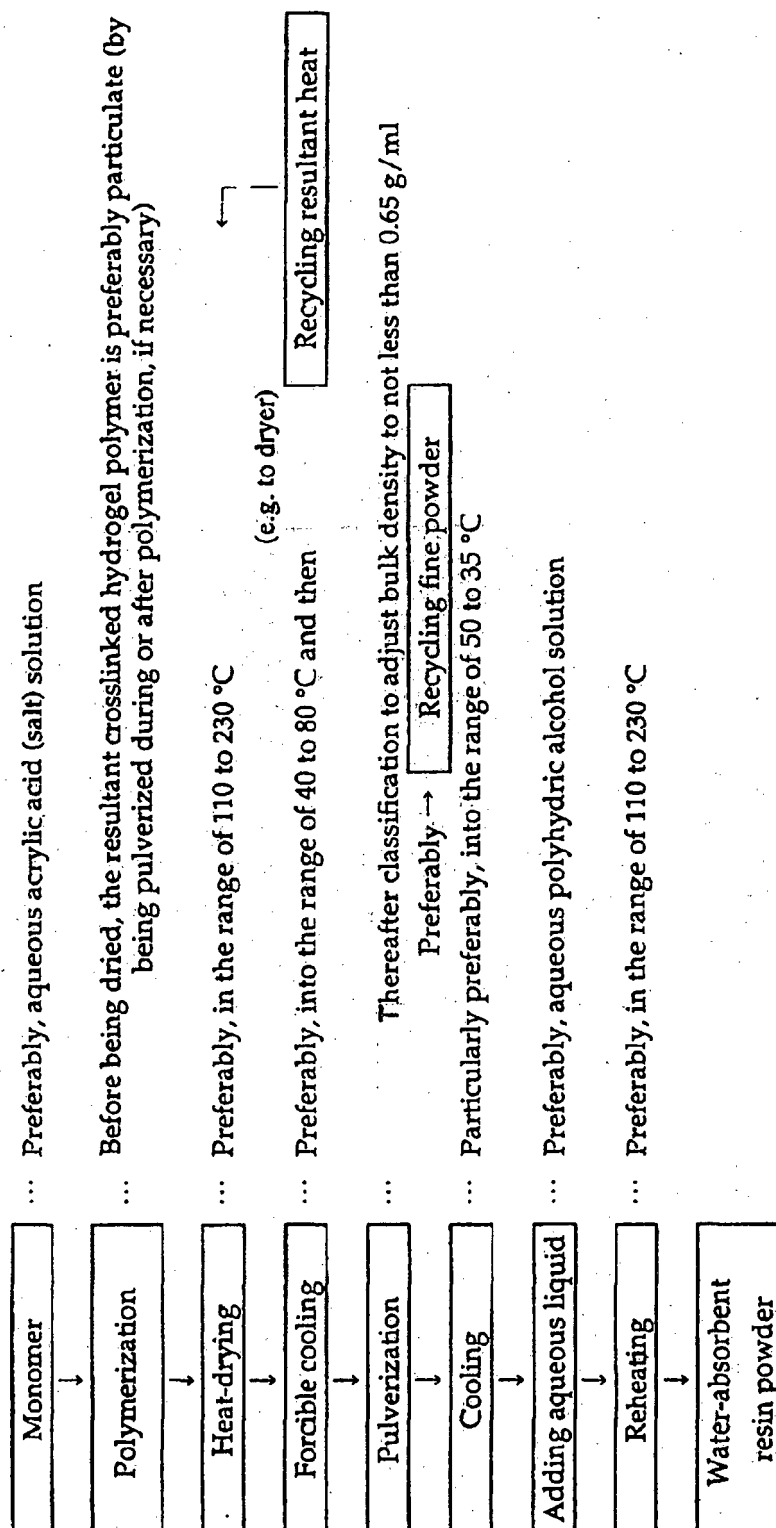 Monomer
↓
… Preferably, aqueous acrylic acid (salt) solution
Polymerization
↓
… Before being dried, the resultant crosslinked hydrogel polymer is preferably particulate (by
being pulverized during or after polymerization, if necessary)
Heat-drying
↓
… Preferably, in the range of 110 to 230 °C
(e.g. to dryer)
Forcible cooling
↓
… Preferably, into the range of 40 to 80 °C and then
Recycling resultant heat
Pulverization
↓
… Thereafter classification to adjust bulk density to not less than 0.65 g/ml
Preferably → Recycling fine powder
Cooling
↓
… Particularly preferably, into the range of 50 to 35 °C
Adding aqueous liquid
↓
… Preferably, aqueous polyhydric alcohol solution
Reheating
↓
… Preferably, in the range of 110 to 230 °C
Water-absorbent
resin powder